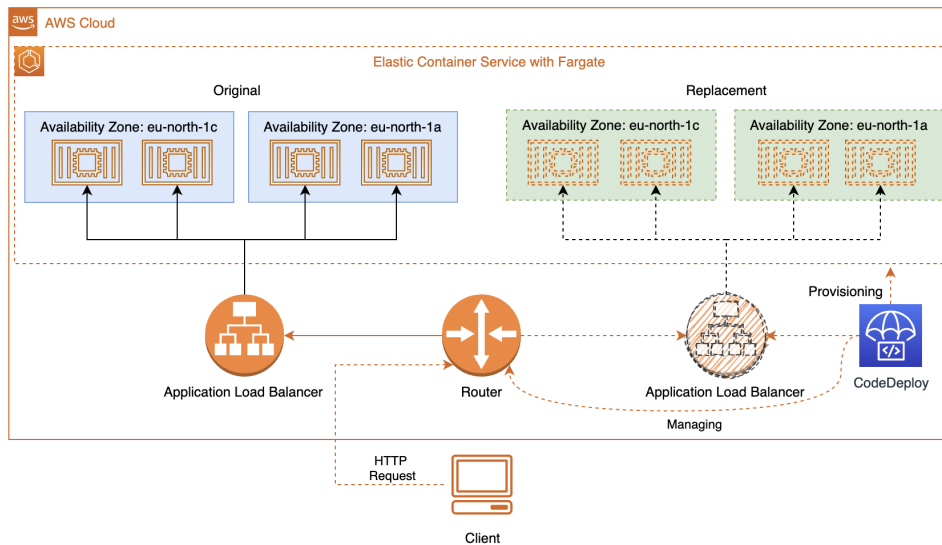 aws
AWS Cloud
Elastic Container Service with Fargate
Original
Replacement
Availability Zone: eu-north-1c
Availability Zone: eu-north-1a
Availability Zone: eu-north-1c
Availability Zone: eu-north-1a
Provisioning
</>
Application Load Balancer
Router
Application Load Balancer
CodeDeploy
Managing
HTTP
Request
Client